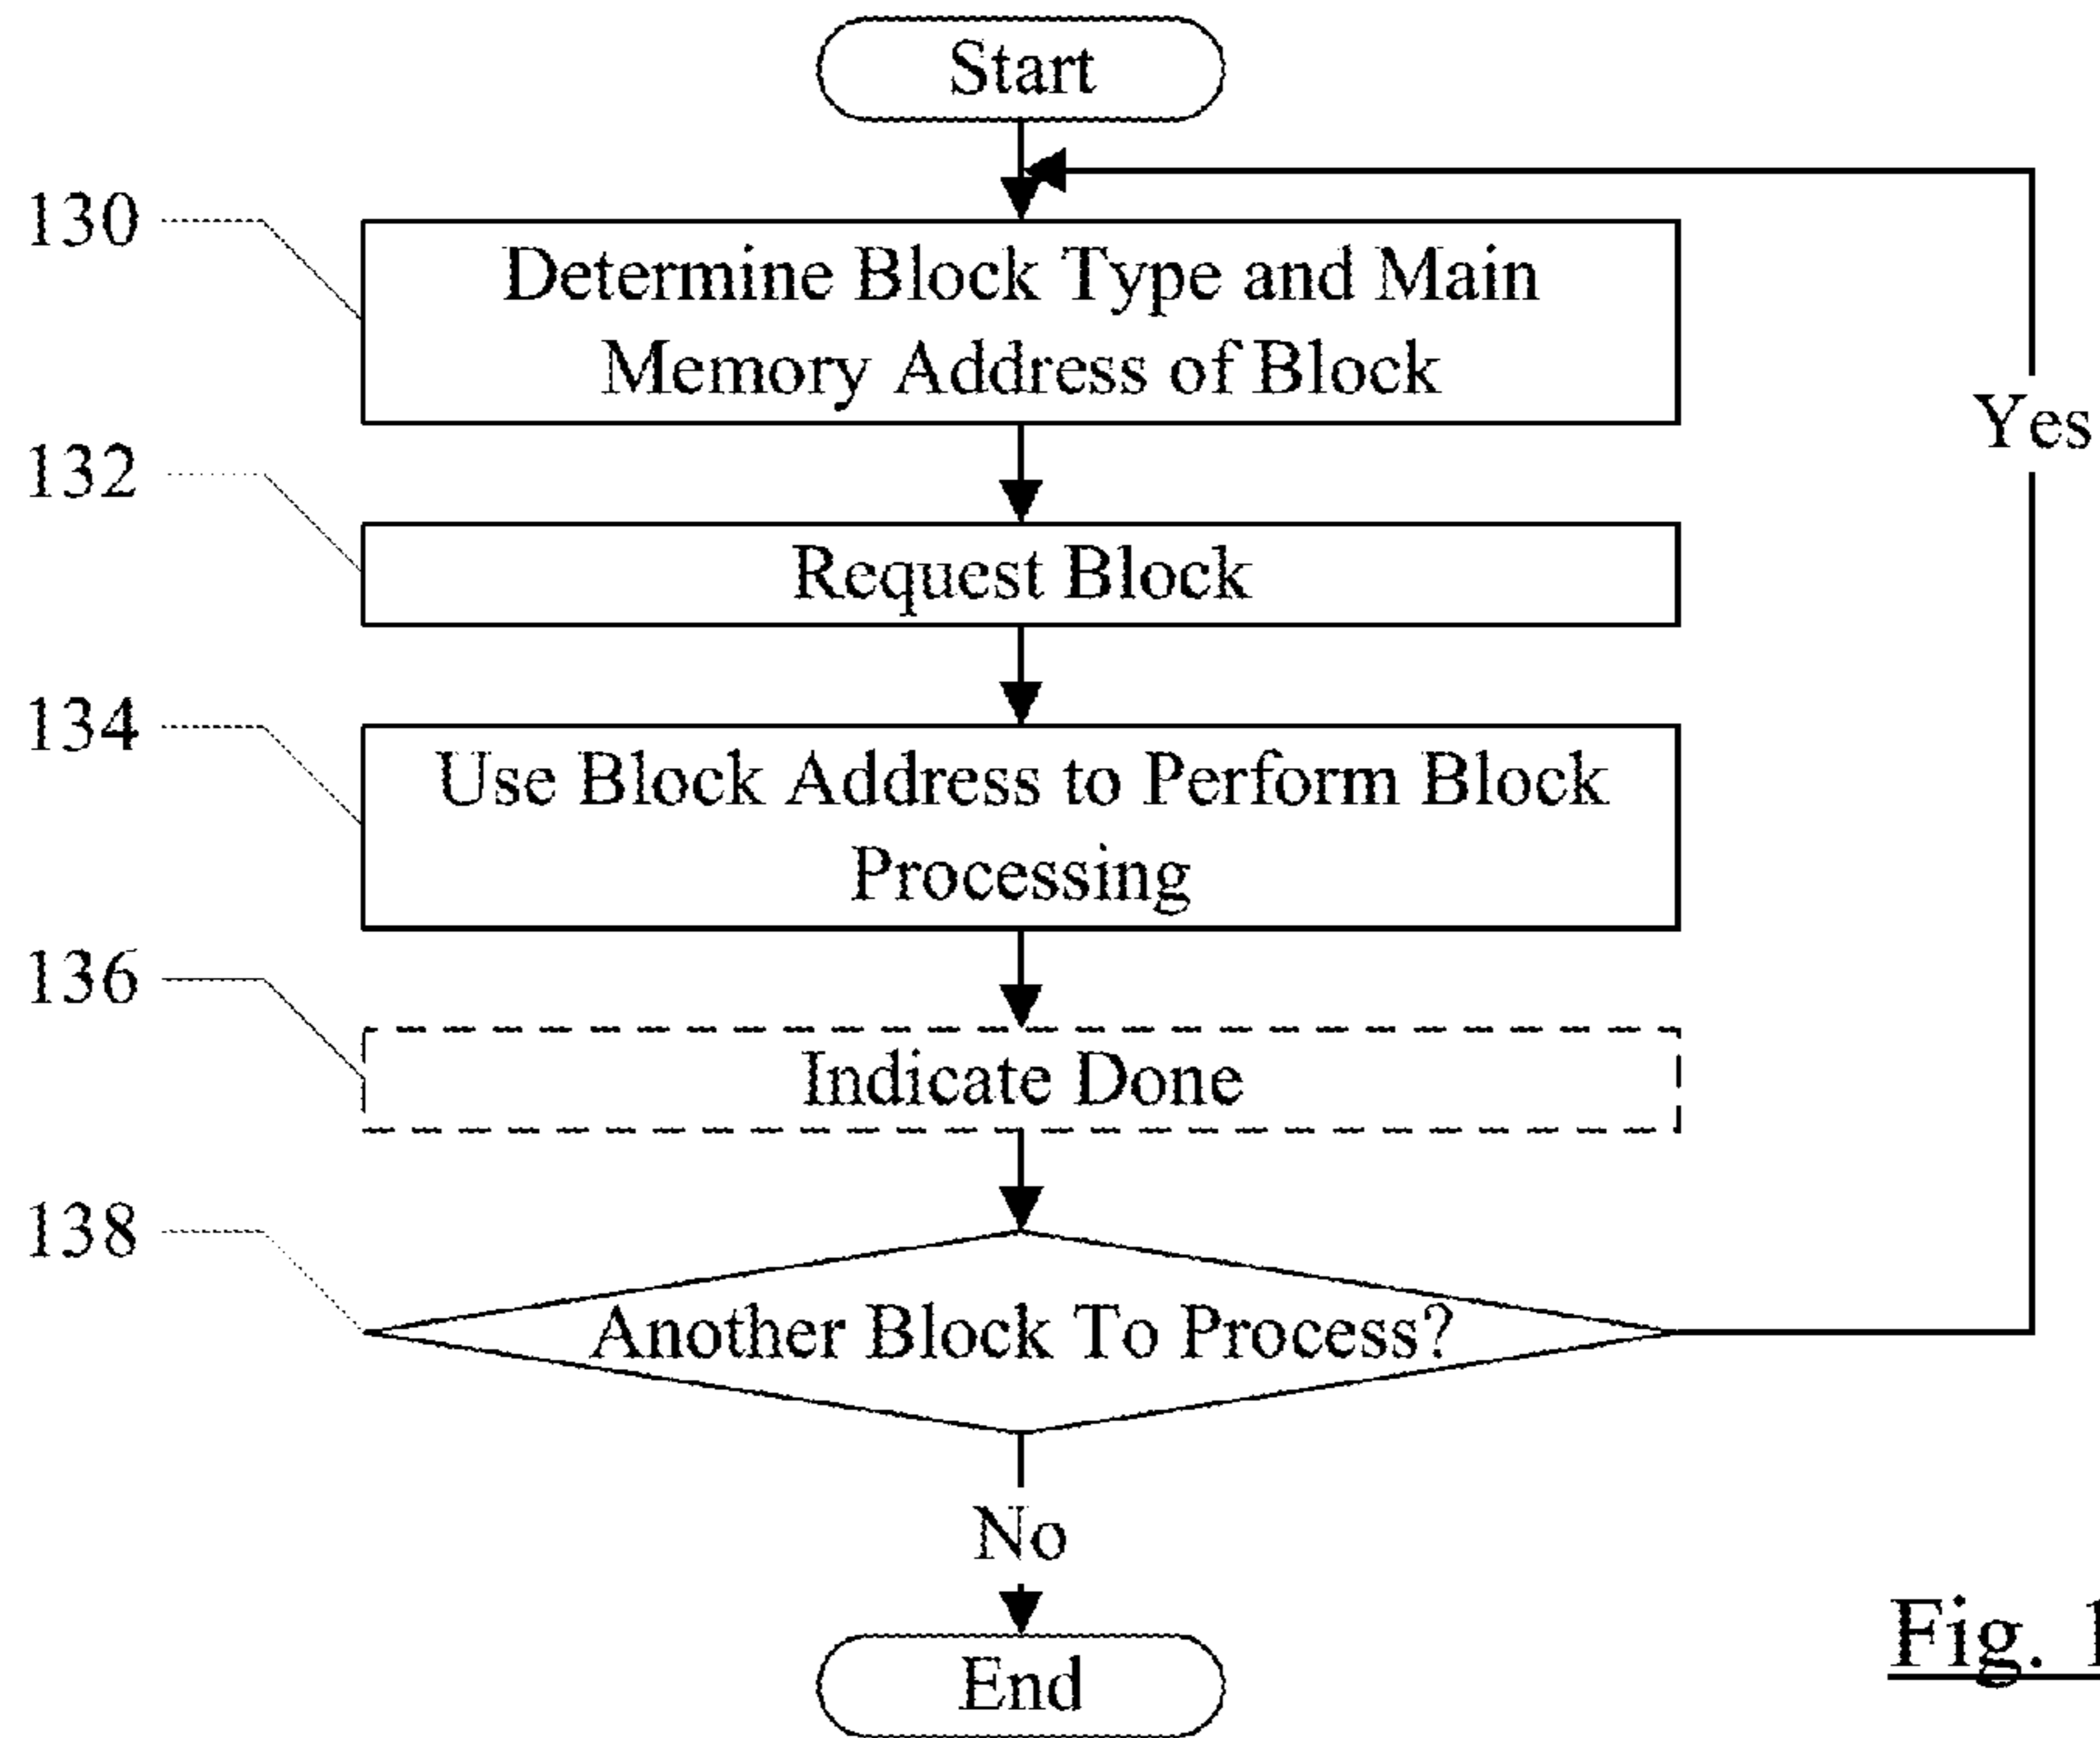 Start
130
Determine Block Type and Main
Memory Address of Block
Yes
132
Request Block
134
Use Block Address to Perform Block
Processing
136
Indicate Done
138
Another Block To Process?
No
Fig.
End